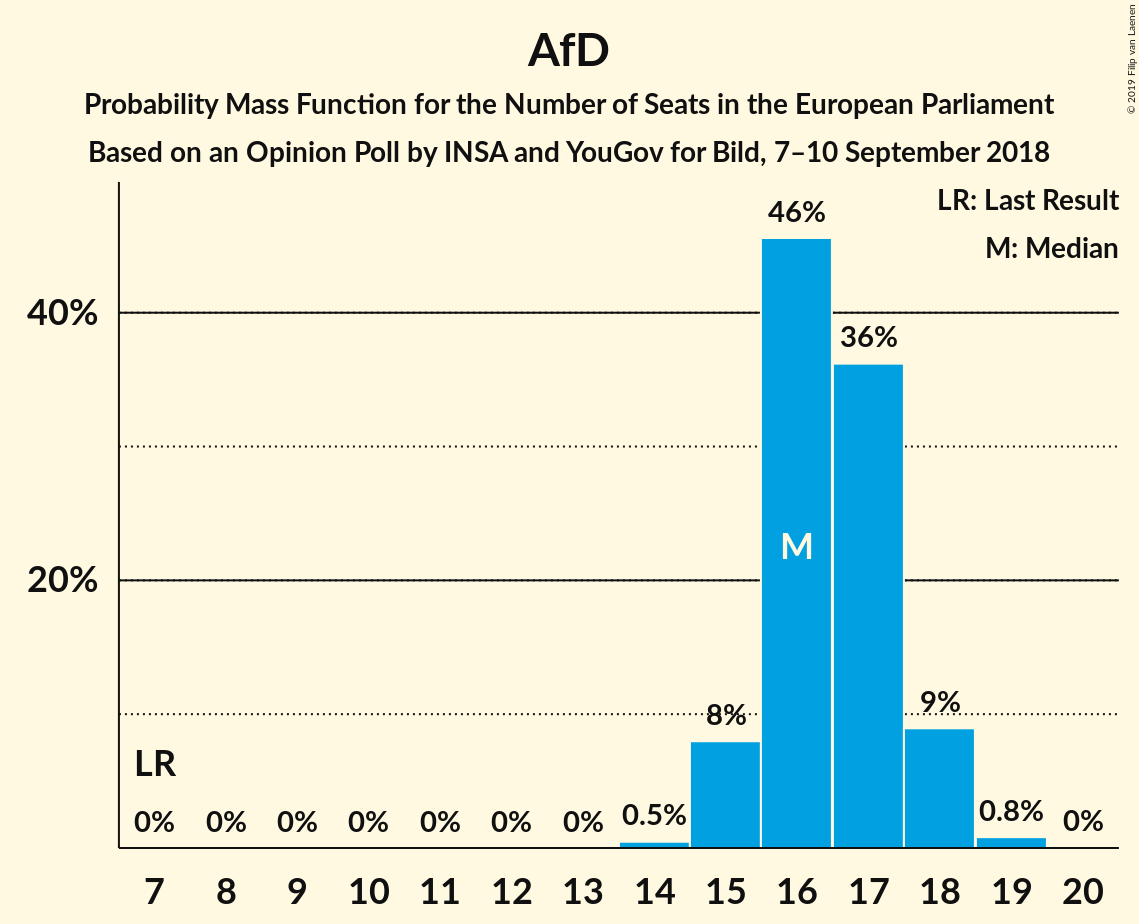 AfD
Probability Mass Function for the Number of Seats in the European Parliament
Based on an Opinion Poll by INSA and YouGov for Bild, 7–10 September 2018
© 2019 Filip van Laenen
LR: Last Result
M: Median
46%
40%
36%
M
20%
9%
8%
LR
0% 0% 0% 0% 0% 0% 0% 0.5% 0.8% 0%
7 8 9 10 11 12 13 14 15 16 17 18 19 20